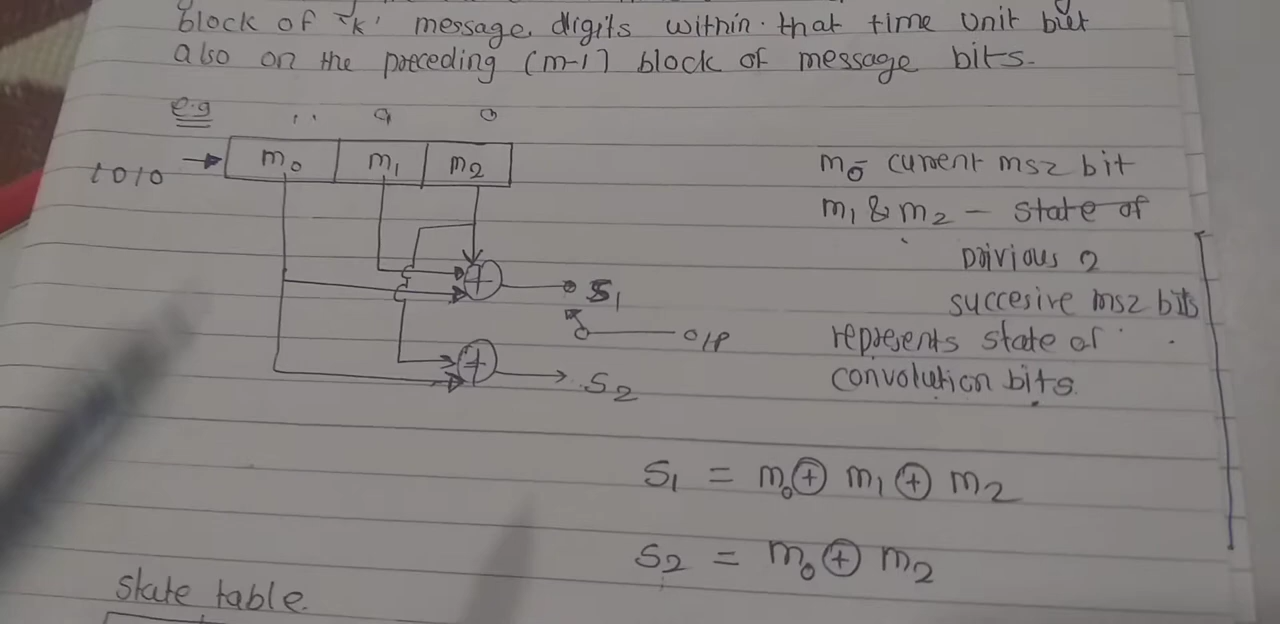 block of 'k' message digits within that time unit but
also on the preceding (m-1) block of message bits.
e.g
1010 → m0 m1 m2
m0 - current msz bit
m1 & m2 - state of
privious 2
succesive msz bits
S1
represents state of
O/P
convolution bits.
S2
S1 = m0 ⊕ m1 ⊕ m2
S2 = m0 ⊕ m2
State table.